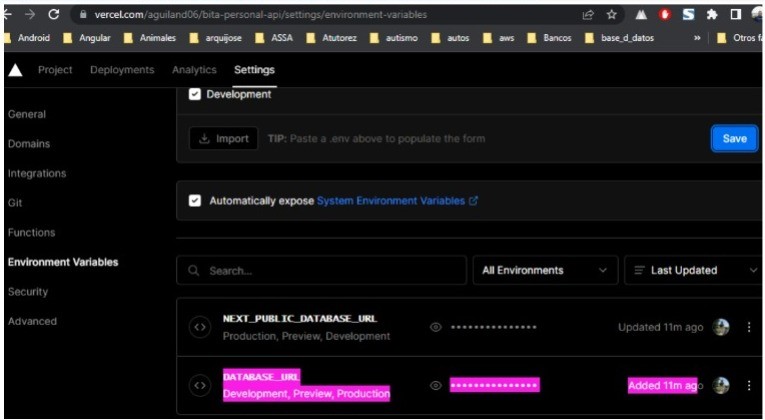 vercel.com/aguiland06/bita-personal-api/settings/environment-variables
Android Angular Animales arquijose ASSA Atutorez autismo autos aws Bancos base_d_datos » Otros
Project Deployments Analytics Settings
Development
General
Import TIP: Paste a .env above to populate the form Save
Domains
Integrations
Automatically expose System Environment Variables
Git
Functions
Environment Variables
Search... All Environments Last Updated
Security
Advanced
NEXT_PUBLIC_DATABASE_URL
Production, Preview, Development ••••••••••••••• Updated 11m ago
DATABASE_URL
Development, Preview, Production ••••••••••••••• Added 11m ago